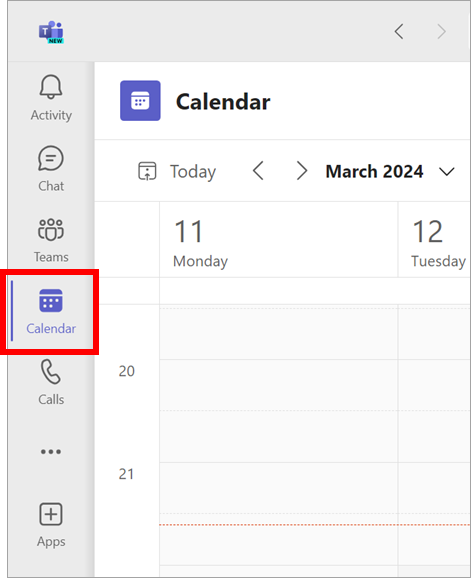 NEW
Activity
Chat
Teams
Calendar
Calls
Apps
Calendar
Today
March 2024
11
Monday
12
Tuesday
20
21